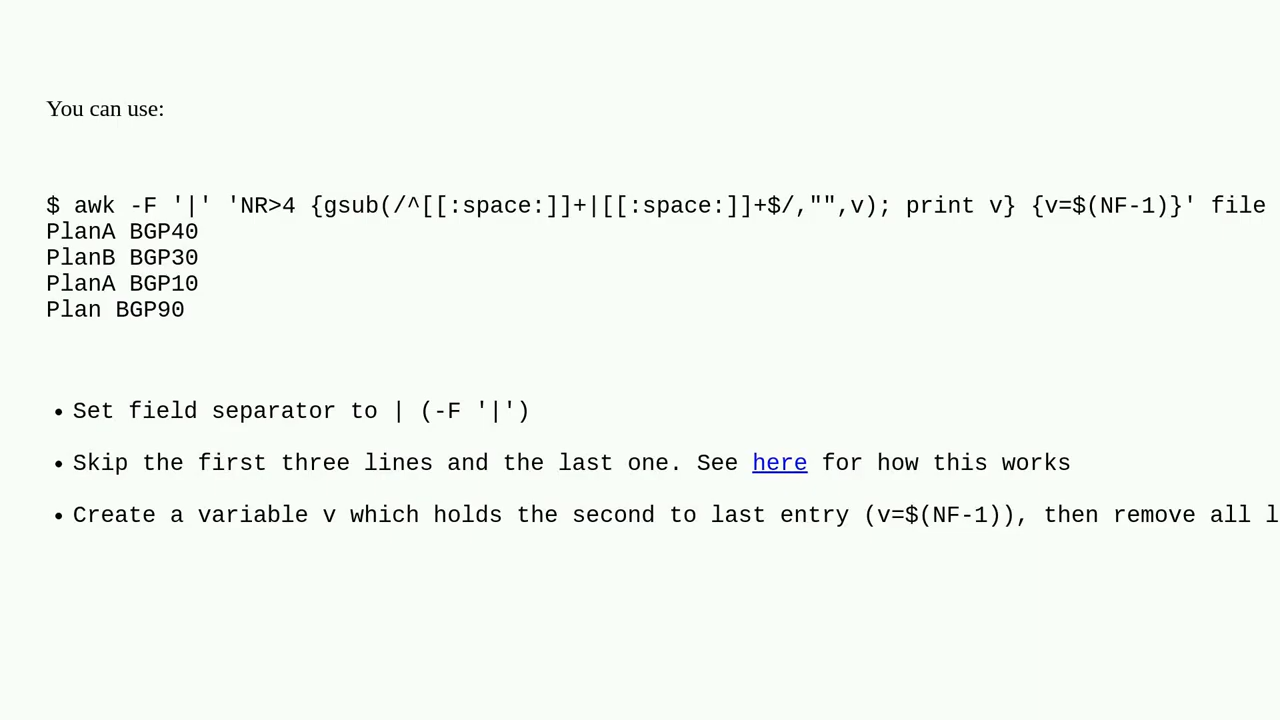 You can use:
$ awk -F '|' 'NR>4 {gsub(/^[[:space:]]+|[[:space:]]+$/,"",v); print v} {v=$(NF-1)}' file
PlanA BGP40
PlanB BGP30
PlanA BGP10
Plan BGP90
• Set field separator to | (-F '|')
• Skip the first three lines and the last one. See here for how this works
• Create a variable v which holds the second to last entry (v=$(NF-1)), then remove all